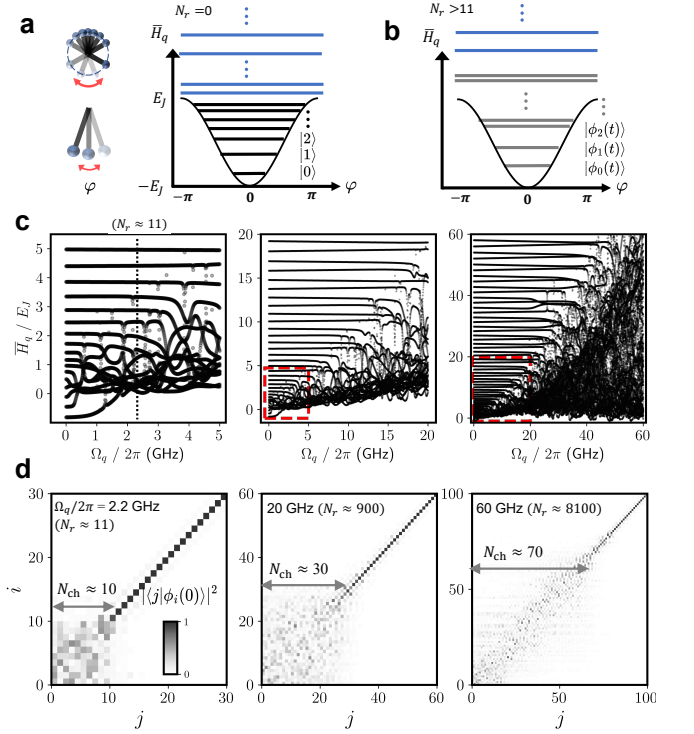 a
N_r = 0
H̅_q
E_J
−E_J
|2⟩
|1⟩
|0⟩
φ
−π 0 π φ
b
N_r >11
H̅_q
|ϕ_2(t)⟩
|ϕ_1(t)⟩
|ϕ_0(t)⟩
−π 0 π φ
c
(N_r ≈ 11)
H̅_q / E_J
5
4
3
2
1
0
0 1 2 3 4 5
Ω_q / 2π (GHz)
20
15
10
5
0
0 5 10 15 20
Ω_q / 2π (GHz)
60
40
20
0
0 20 40 60
Ω_q / 2π (GHz)
d
Ω_q/2π = 2.2 GHz
(N_r ≈ 11)
N_ch ≈ 10
|⟨j|ϕ_i(0)⟩|²
1
0
i
30
20
10
0
0 10 20 30
j
20 GHz (N_r ≈ 900)
N_ch ≈ 30
60
40
20
0
0 20 40 60
j
60 GHz (N_r ≈ 8100)
N_ch ≈ 70
100
50
0
0 50 100
j